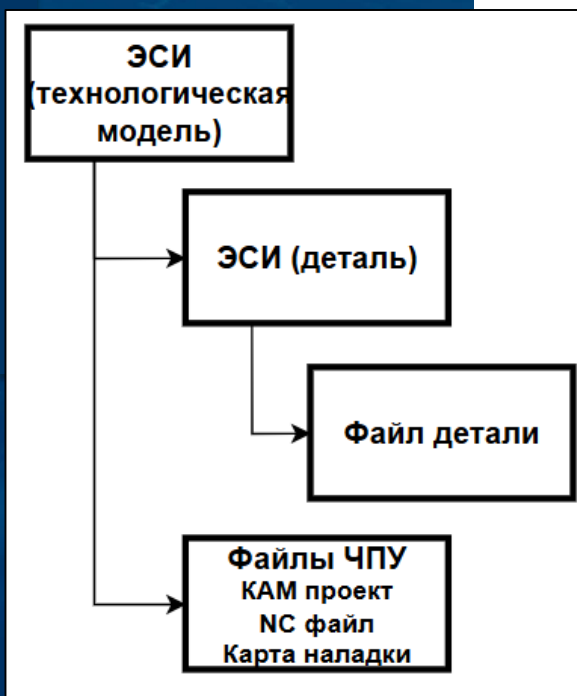 ЭСИ
(технологическая
модель)
ЭСИ (деталь)
Файл детали
Файлы ЧПУ
КАМ проект
NC файл
Карта наладки